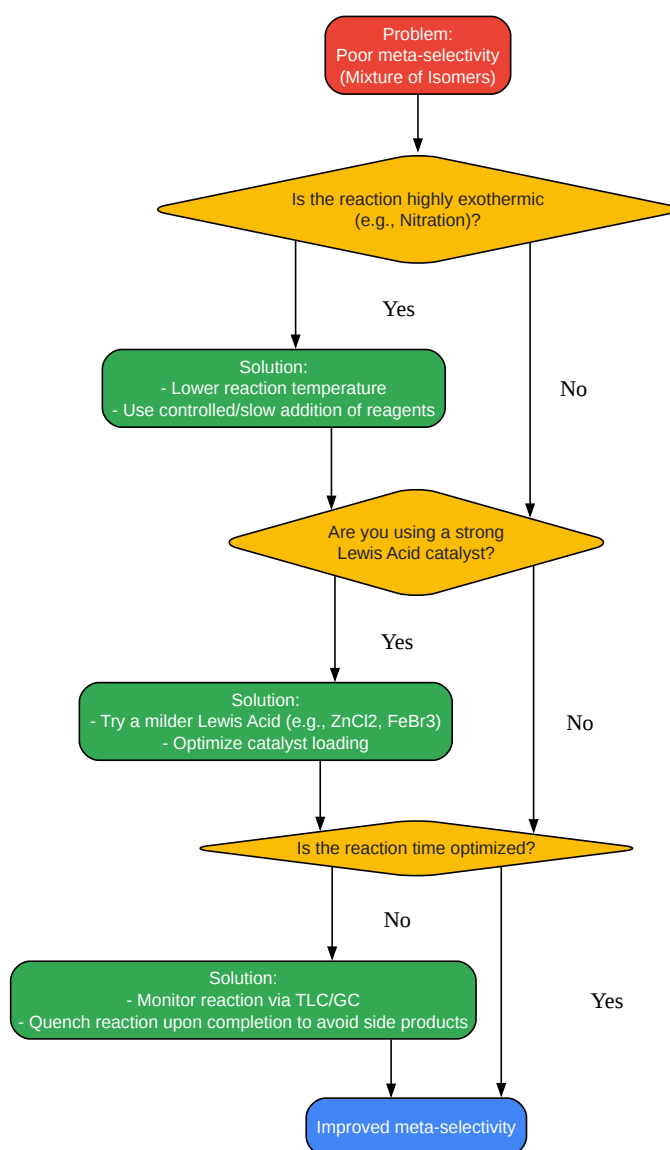 Problem:
Poor meta-selectivity
(Mixture of Isomers)
Is the reaction highly exothermic
(e.g., Nitration)?
Yes
Solution:
- Lower reaction temperature
- Use controlled/slow addition of reagents
No
Are you using a strong
Lewis Acid catalyst?
Yes
Solution:
- Try a milder Lewis Acid (e.g., ZnCl2, FeBr3)
- Optimize catalyst loading
No
Is the reaction time optimized?
No
Solution:
- Monitor reaction via TLC/GC
- Quench reaction upon completion to avoid side products
Yes
Improved meta-selectivity